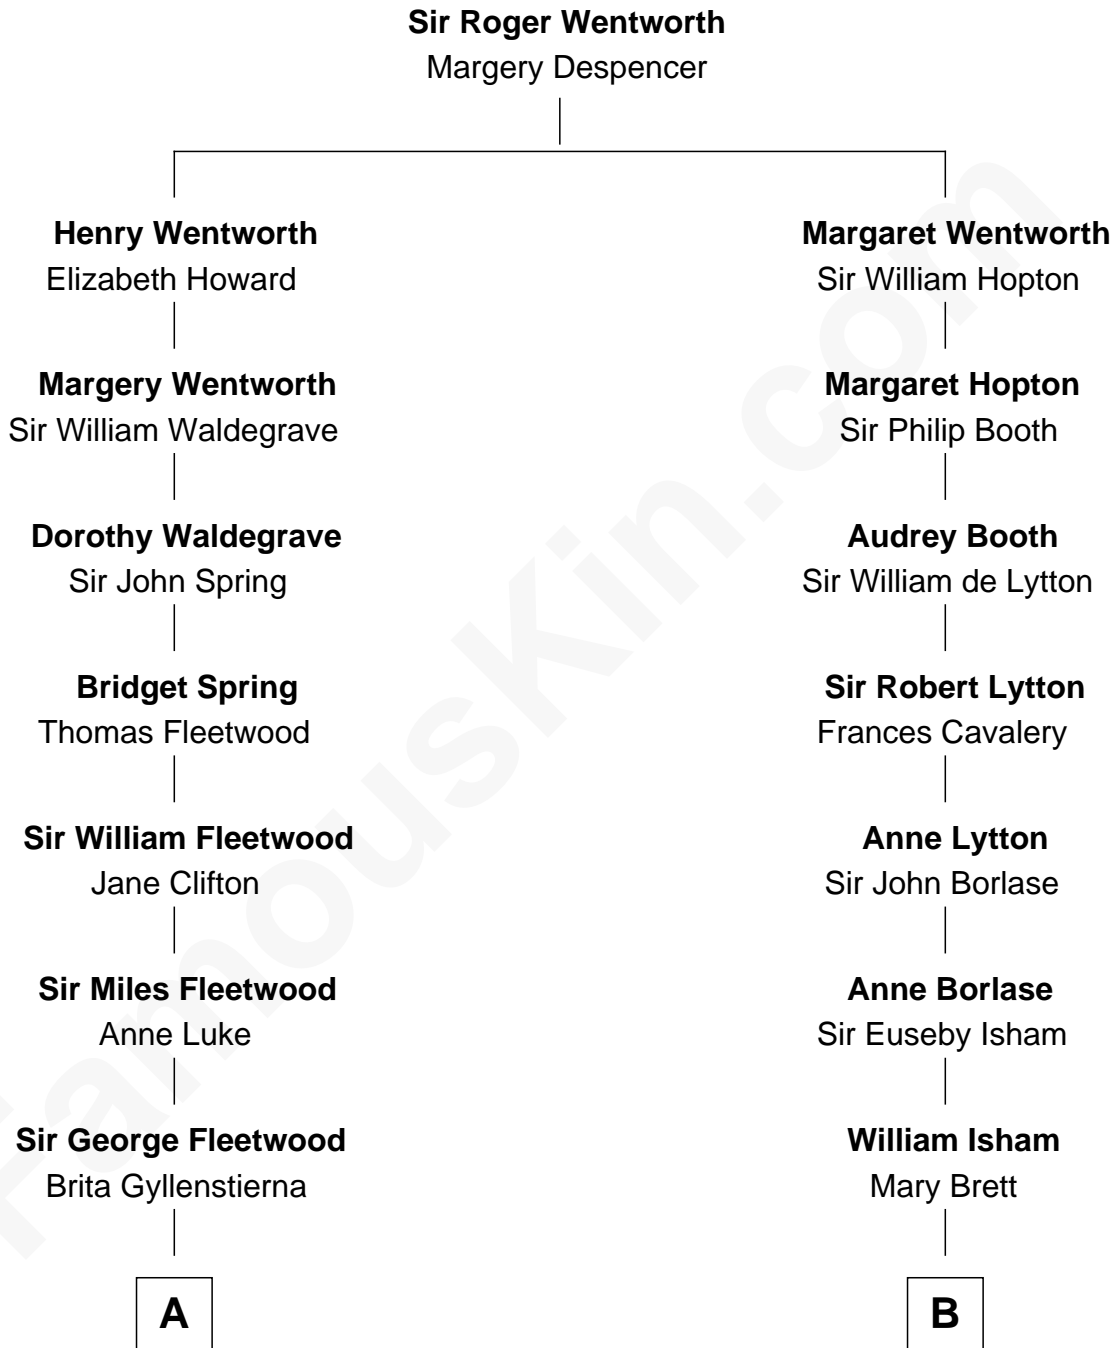 Sir Roger Wentworth
Margery Despencer
Henry Wentworth
Elizabeth Howard
Margery Wentworth
Sir William Waldegrave
Dorothy Waldegrave
Sir John Spring
Bridget Spring
Thomas Fleetwood
Sir William Fleetwood
Jane Clifton
Sir Miles Fleetwood
Anne Luke
Sir George Fleetwood
Brita Gyllenstierna
A
Margaret Wentworth
Sir William Hopton
Margaret Hopton
Sir Philip Booth
Audrey Booth
Sir William de Lytton
Sir Robert Lytton
Frances Cavalery
Anne Lytton
Sir John Borlase
Anne Borlase
Sir Euseby Isham
William Isham
Mary Brett
B
FamousKin.com